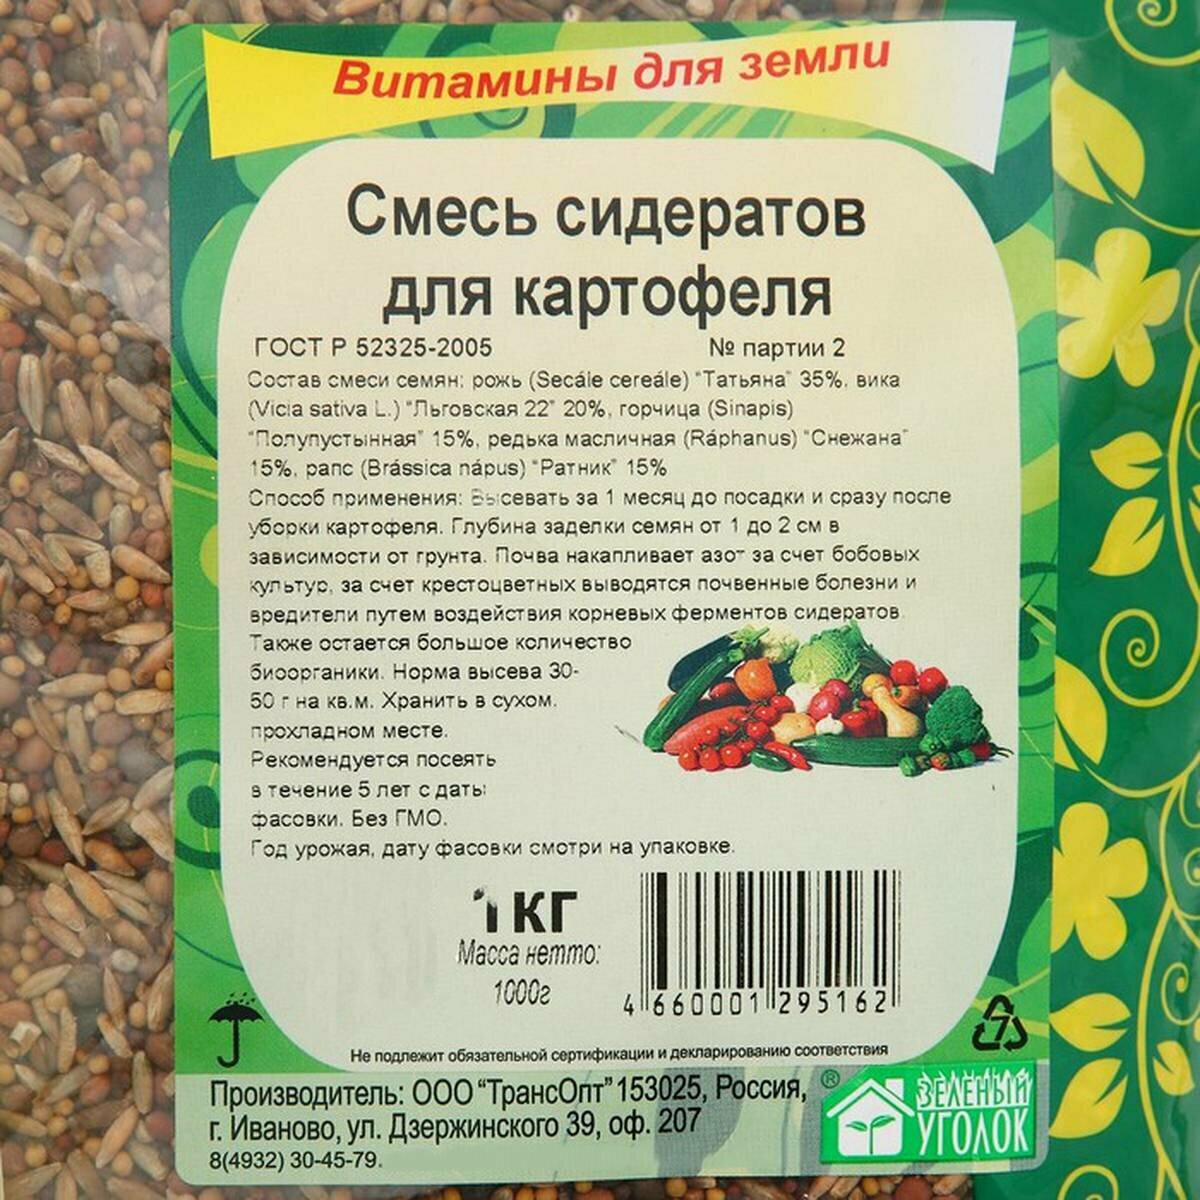 Витамины для земли
Смесь сидератов
для картофеля
ГОСТ Р 52325-2005 № партии 2
Состав смеси семян: рожь (Secále cereále) "Татьяна" 35%, вика
(Vicia sativa L.) "Льговская 22" 20%, горчица (Sinapis)
"Полупустынная" 15%, редька масличная (Ráphanus) "Снежана"
15%, рапс (Brássica nápus) "Ратник" 15%
Способ применения: Высевать за 1 месяц до посадки и сразу после
уборки картофеля. Глубина заделки семян от 1 до 2 см в
зависимости от грунта. Почва накапливает азот за счет бобовых
культур, за счет крестоцветных выводятся почвенные болезни и
вредители путем воздействия корневых ферментов сидератов.
Также остается большое количество
биоорганики. Норма высева 30-
50 г на кв.м. Хранить в сухом,
прохладном месте.
Рекомендуется посеять
в течение 5 лет с даты
фасовки. Без ГМО.
Год урожая, дату фасовки смотри на упаковке.
1 кг
Масса нетто:
1000г
4 660001 295162
7
Не подлежит обязательной сертификации и декларированию соответствия
Производитель: ООО "ТрансОпт" 153025, Россия,
г. Иваново, ул. Дзержинского 39, оф. 207
8(4932) 30-45-79.
®
ЗЕЛЕНЫЙ
УГОЛОК